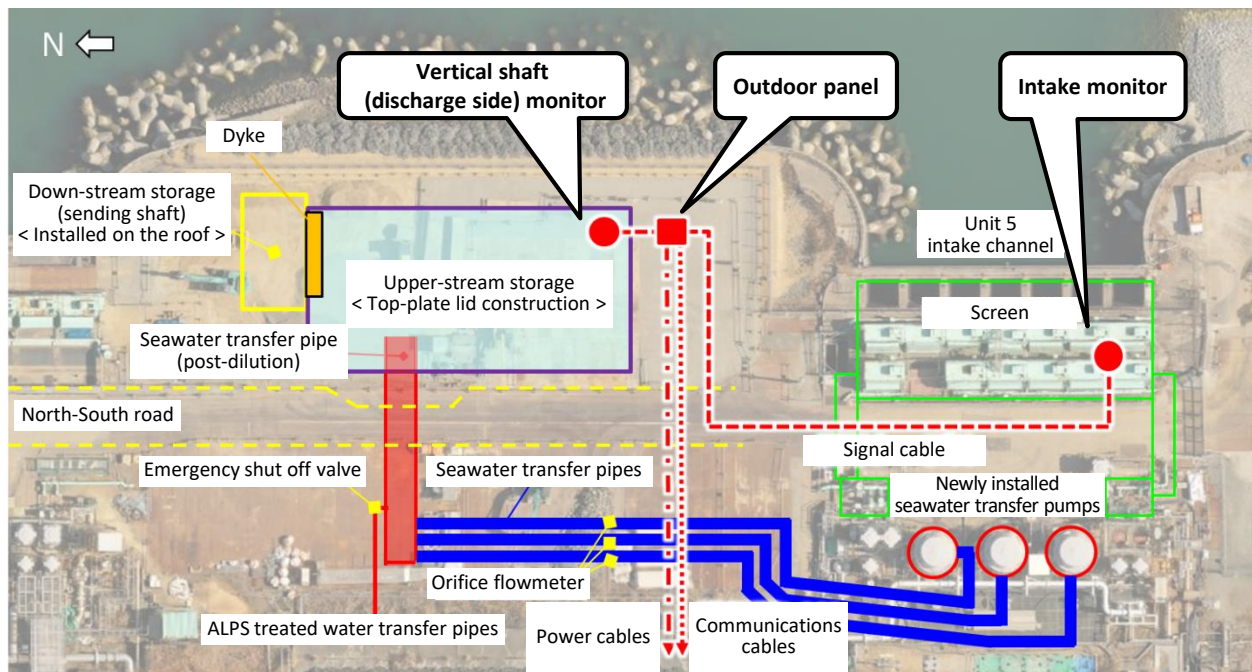 N
Vertical shaft
(discharge side) monitor
Outdoor panel
Intake monitor
Dyke
Down-stream storage
(sending shaft)
< Installed on the roof >
Unit 5
intake channel
Upper-stream storage
< Top-plate lid construction >
Screen
Seawater transfer pipe
(post-dilution)
North-South road
Signal cable
Emergency shut off valve
Seawater transfer pipes
Newly installed
seawater transfer pumps
Orifice flowmeter
ALPS treated water transfer pipes
Power cables
Communications
cables